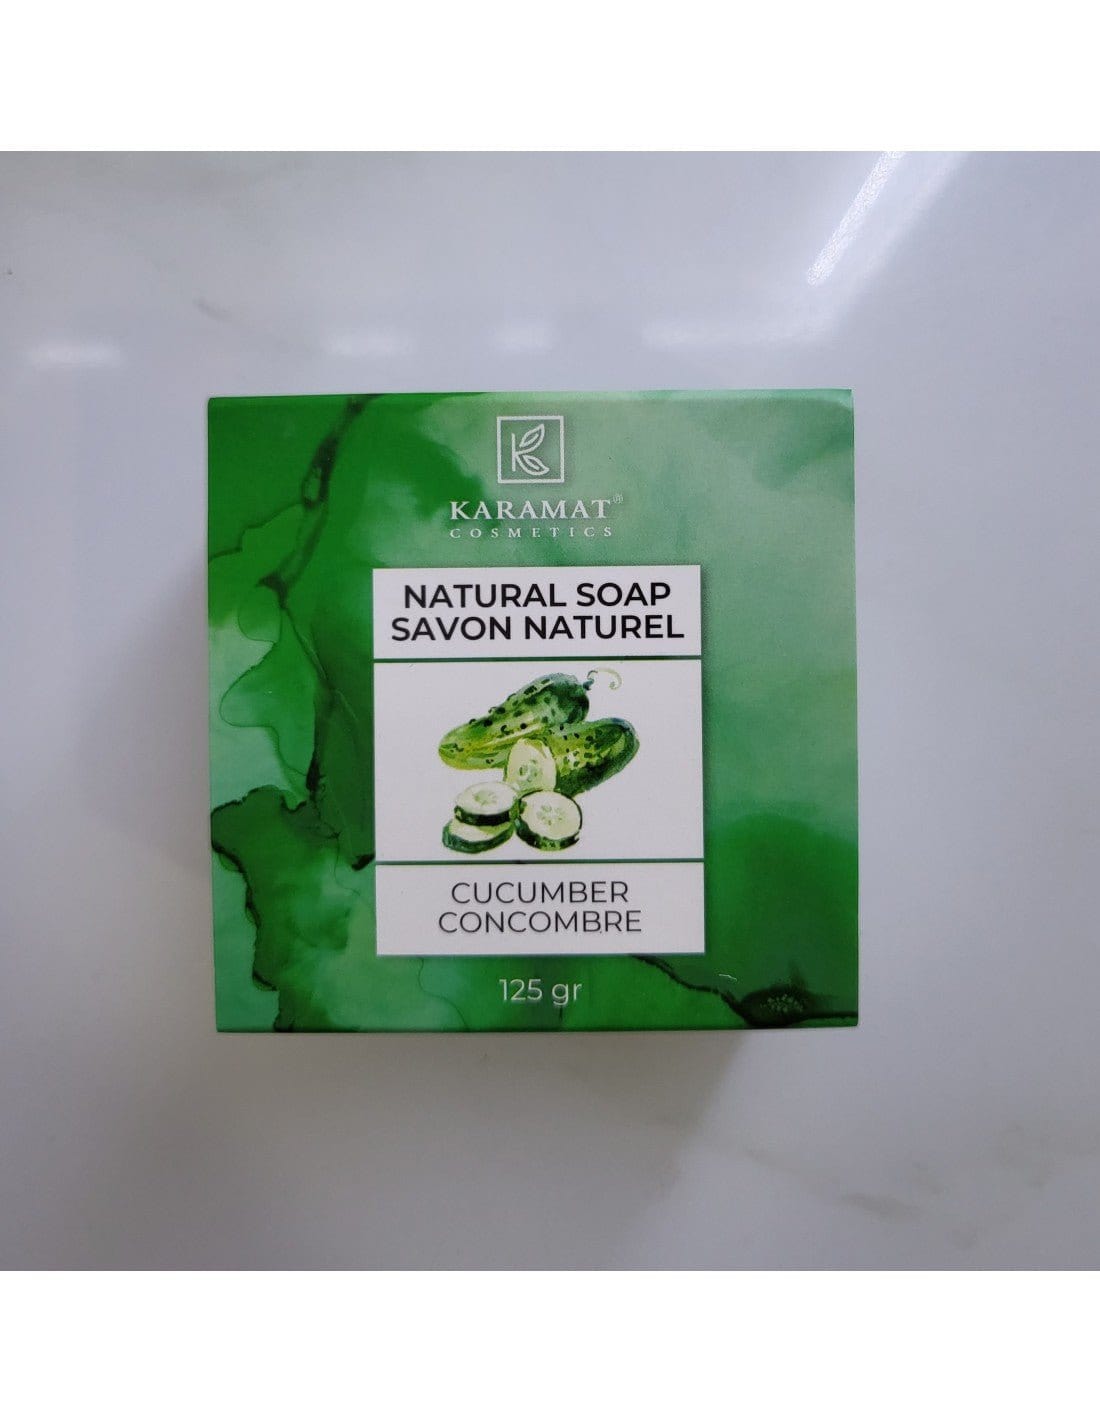 KARAMAT
COSMETICS
NATURAL SOAP
SAVON NATUREL
CUCUMBER
CONCOMBRE
125 gr